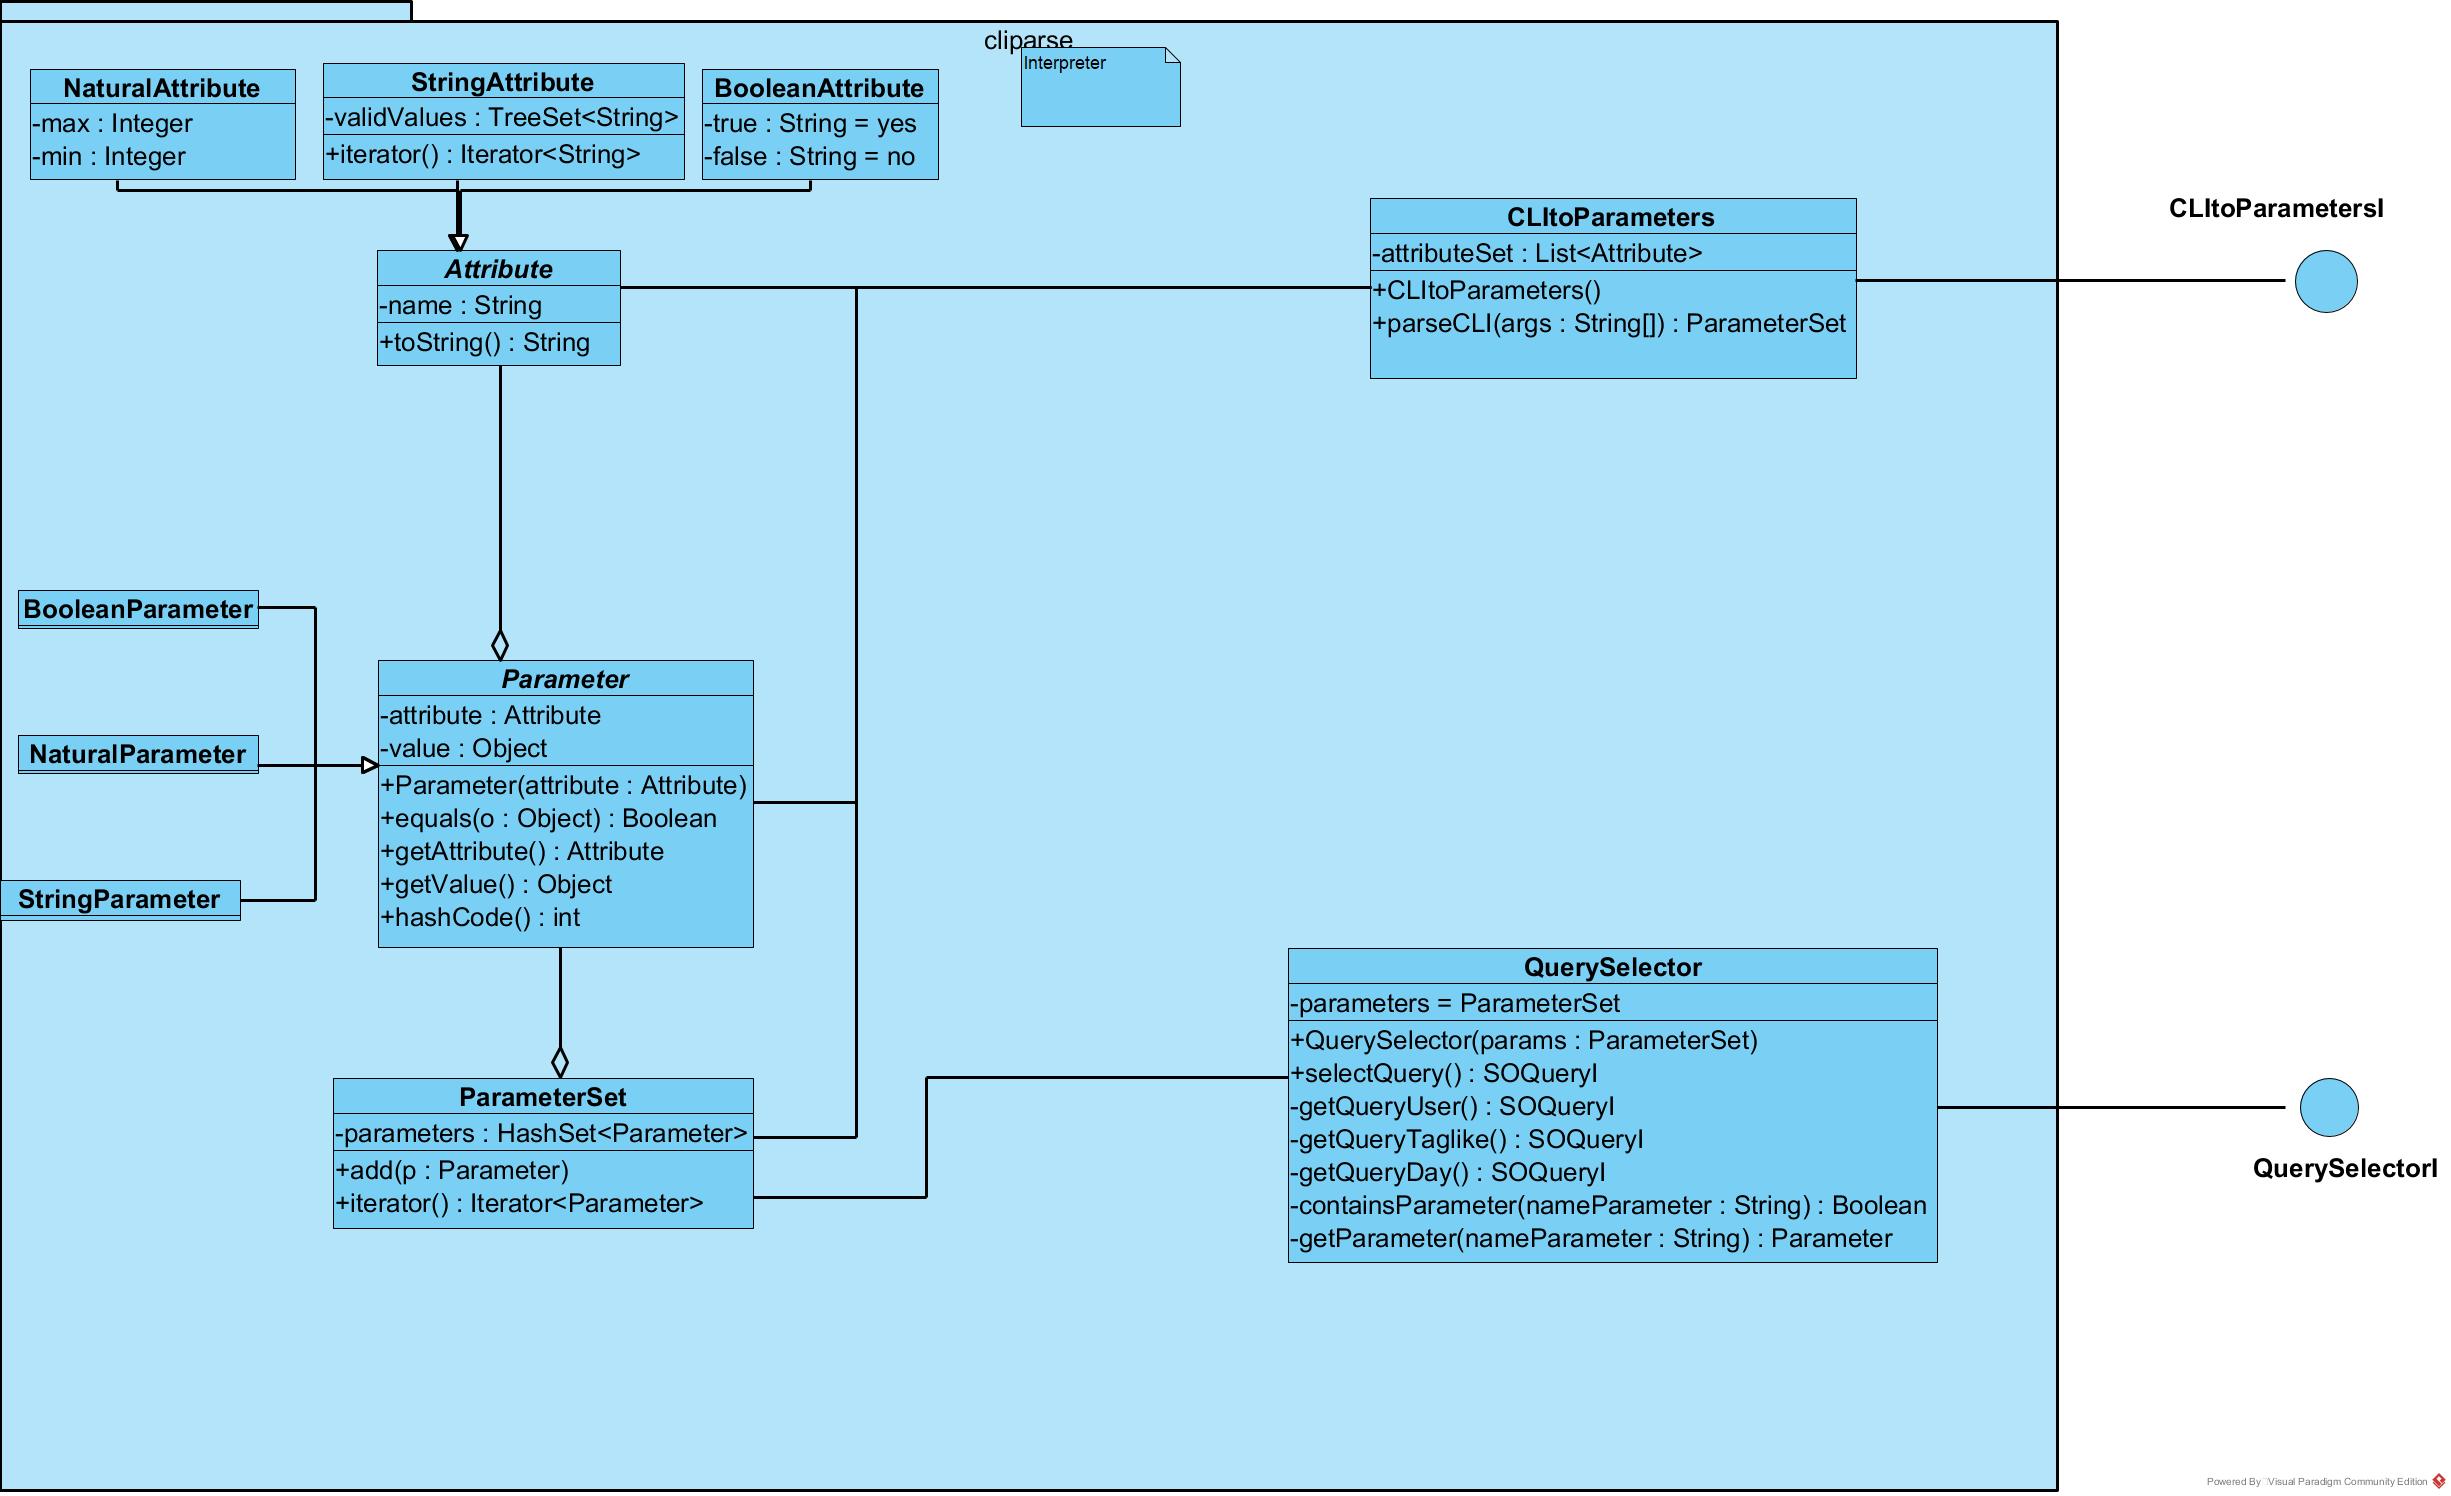 cliparse
Interpreter
NaturalAttribute
-max : Integer
-min : Integer
StringAttribute
-validValues : TreeSet<String>
+iterator() : Iterator<String>
BooleanAttribute
-true : String = yes
-false : String = no
Attribute
-name : String
+toString() : String
CLItoParameters
-attributeSet : List<Attribute>
+CLItoParameters()
+parseCLI(args : String[]) : ParameterSet
CLItoParametersI
BooleanParameter
NaturalParameter
StringParameter
Parameter
-attribute : Attribute
-value : Object
+Parameter(attribute : Attribute)
+equals(o : Object) : Boolean
+getAttribute() : Attribute
+getValue() : Object
+hashCode() : int
ParameterSet
-parameters : HashSet<Parameter>
+add(p : Parameter)
+iterator() : Iterator<Parameter>
QuerySelector
-parameters = ParameterSet
+QuerySelector(params : ParameterSet)
+selectQuery() : SOQueryI
-getQueryUser() : SOQueryI
-getQueryTaglike() : SOQueryI
-getQueryDay() : SOQueryI
-containsParameter(nameParameter : String) : Boolean
-getParameter(nameParameter : String) : Parameter
QuerySelectorI
Powered By Visual Paradigm Community Edition